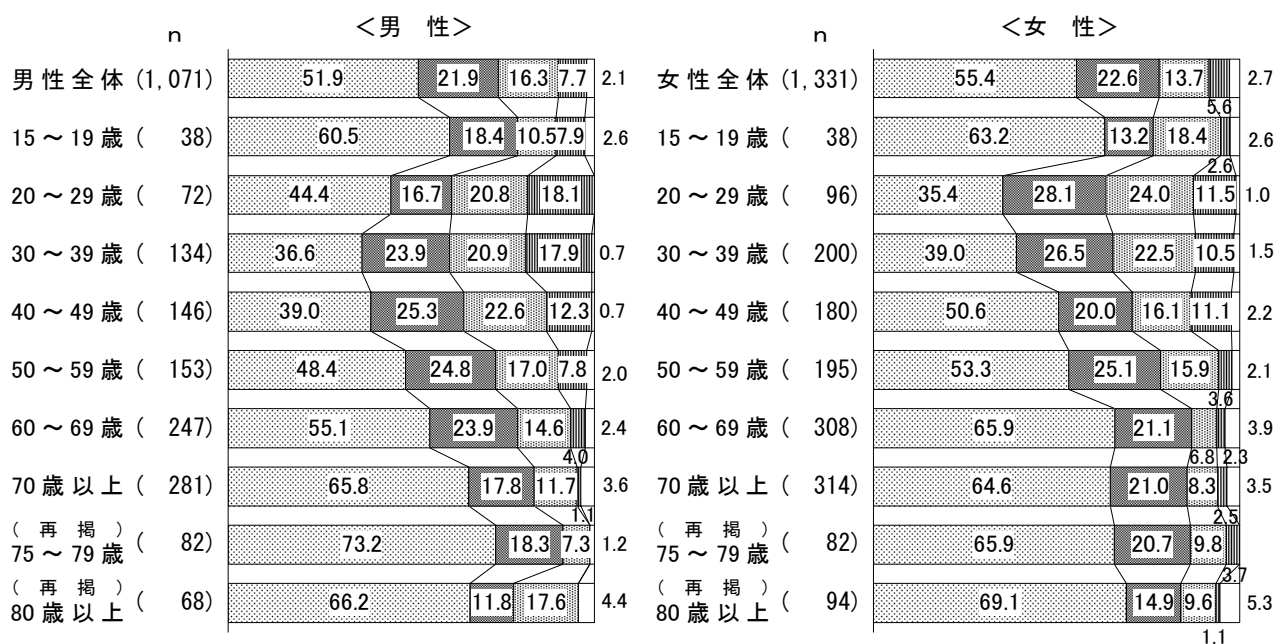 ＜男　性＞
n
男性全体 (1,071) 51.9 21.9 16.3 7.7 2.1
15～19歳 ( 38) 60.5 18.4 10.5 7.9 2.6
20～29歳 ( 72) 44.4 16.7 20.8 18.1
30～39歳 ( 134) 36.6 23.9 20.9 17.9 0.7
40～49歳 ( 146) 39.0 25.3 22.6 12.3 0.7
50～59歳 ( 153) 48.4 24.8 17.0 7.8 2.0
60～69歳 ( 247) 55.1 23.9 14.6 2.4
4.0
70歳以上 ( 281) 65.8 17.8 11.7 3.6
1.1
(再掲)
75～79歳 ( 82) 73.2 18.3 7.3 1.2
(再掲)
80歳以上 ( 68) 66.2 11.8 17.6 4.4
＜女　性＞
n
女性全体 (1,331) 55.4 22.6 13.7 2.7
5.6
15～19歳 ( 38) 63.2 13.2 18.4 2.6
2.6
20～29歳 ( 96) 35.4 28.1 24.0 11.5 1.0
30～39歳 ( 200) 39.0 26.5 22.5 10.5 1.5
40～49歳 ( 180) 50.6 20.0 16.1 11.1 2.2
50～59歳 ( 195) 53.3 25.1 15.9 2.1
3.6
60～69歳 ( 308) 65.9 21.1 3.9
6.8 2.3
70歳以上 ( 314) 64.6 21.0 8.3 3.5
2.5
(再掲)
75～79歳 ( 82) 65.9 20.7 9.8
3.7
(再掲)
80歳以上 ( 94) 69.1 14.9 9.6 5.3
1.1